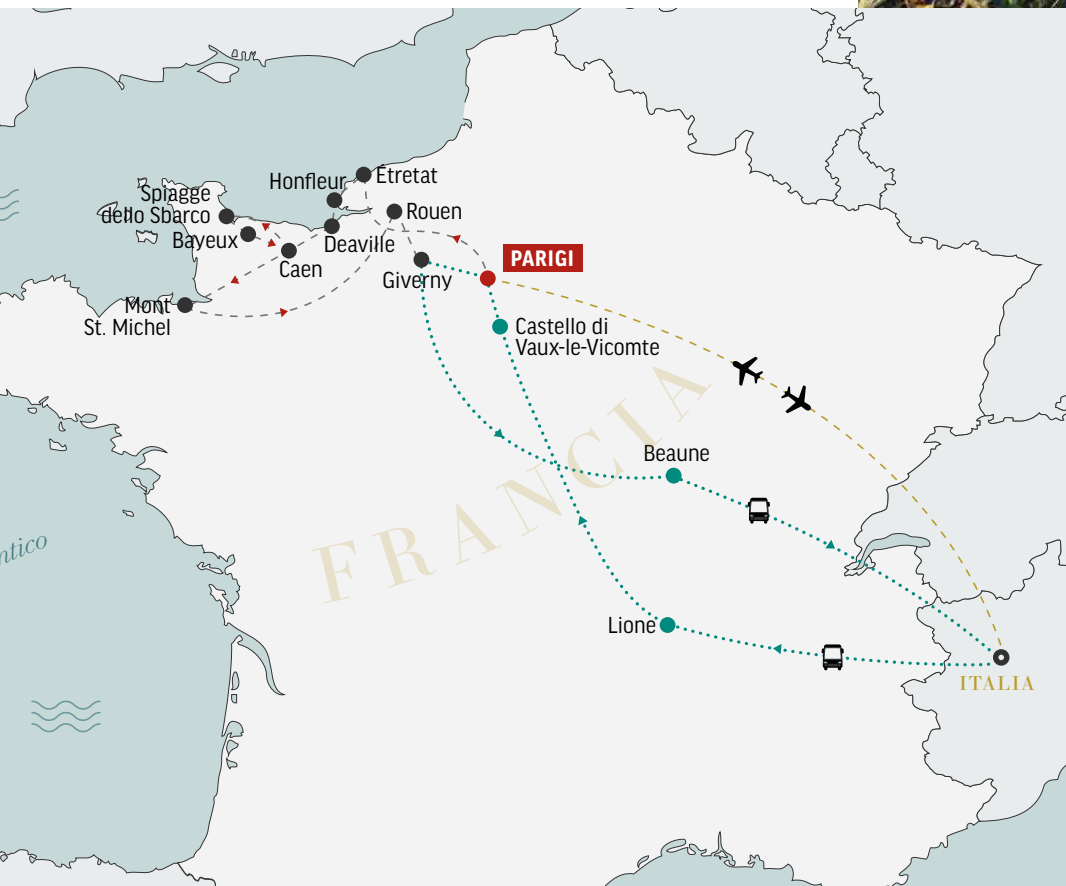 Étretat
Honfleur
Spiagge
dello Sbarco
Rouen
Bayeux
Deaville
Caen
PARIGI
Giverny
Mont
St. Michel
Castello di
Vaux-le-Vicomte
FRANCIA
Beaune
ntico
Lione
ITALIA